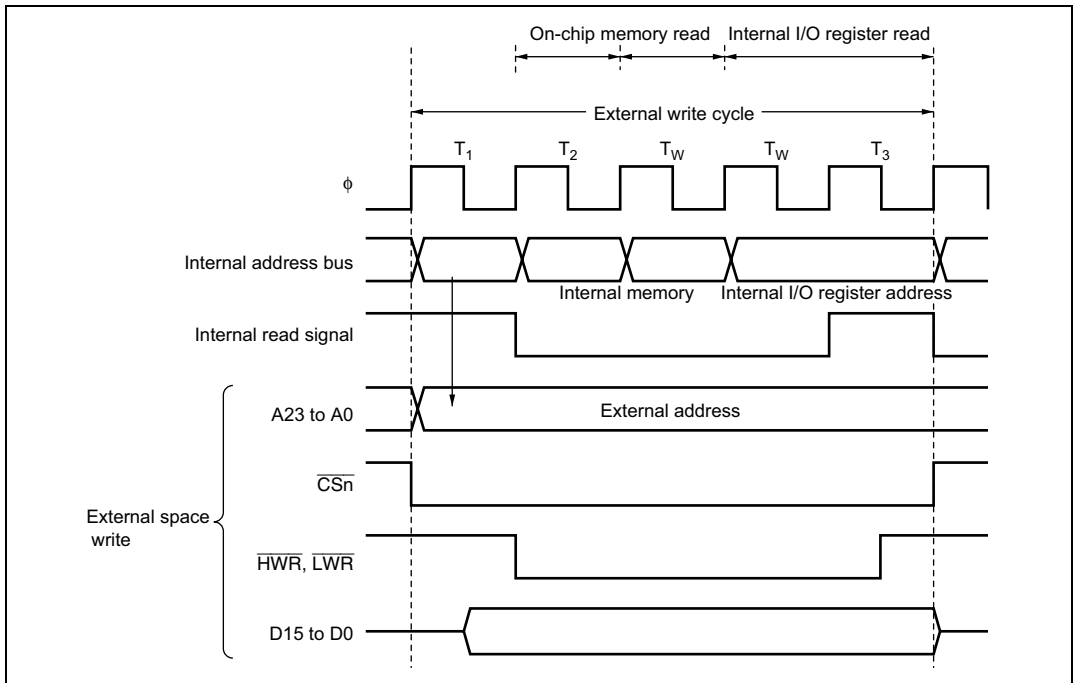 On-chip memory read Internal I/O register read
External write cycle
T1 T2 TW TW T3
ϕ
Internal address bus
Internal memory Internal I/O register address
Internal read signal
A23 to A0 External address
CSn
External space
write
HWR, LWR
D15 to D0